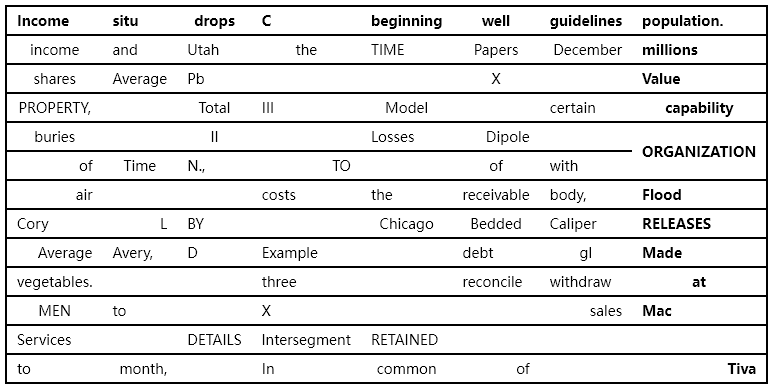 Income situ drops C beginning well guidelines population.
income and Utah the TIME Papers December millions
shares Average Pb X Value
PROPERTY, Total III Model certain capability
buries II Losses Dipole
ORGANIZATION
of Time N., TO of with
air costs the receivable body, Flood
Cory L BY Chicago Bedded Caliper RELEASES
Average Avery, D Example debt gl Made
vegetables. three reconcile withdraw at
MEN to X sales Mac
Services DETAILS Intersegment RETAINED
to month, In common of Tiva